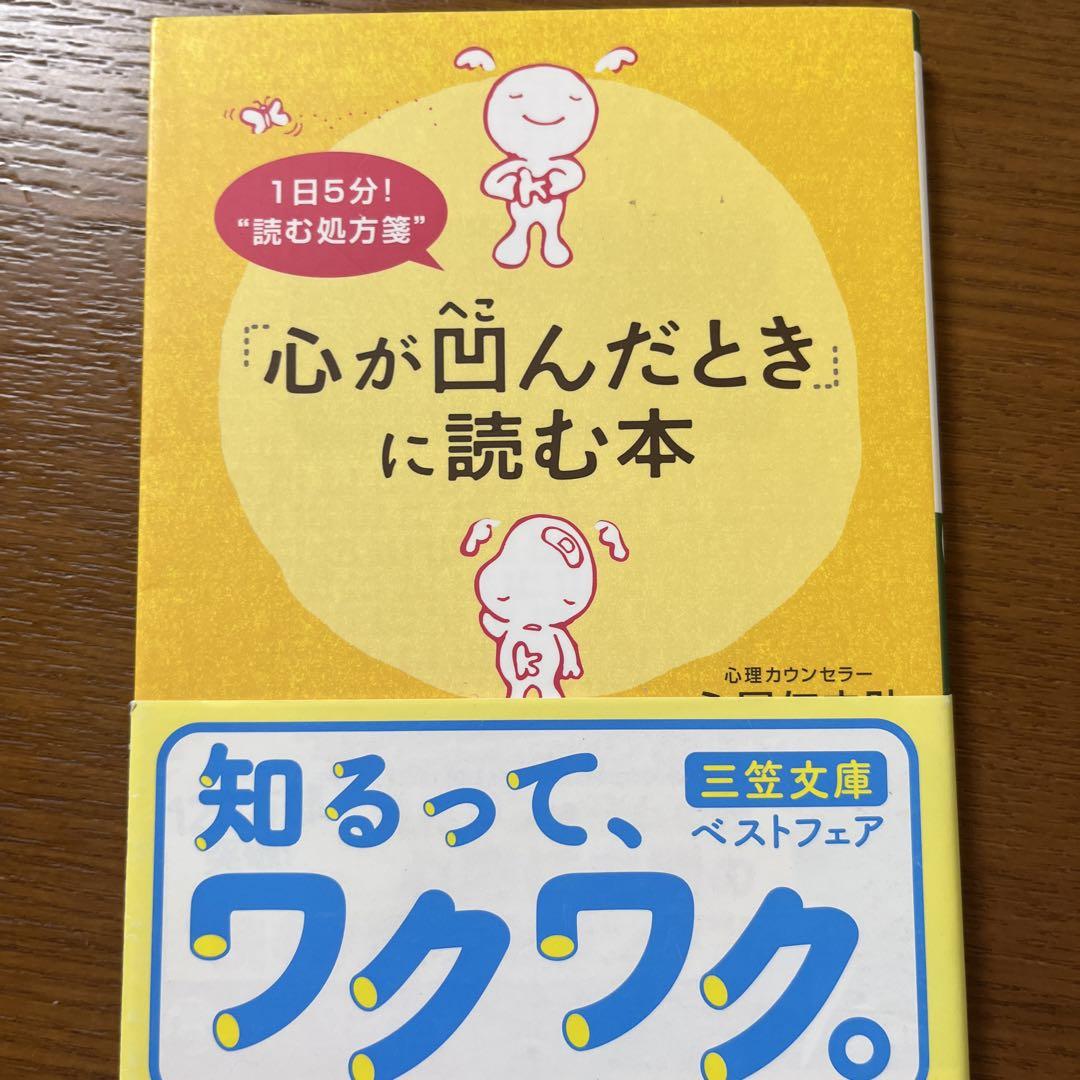 1日5分!
“読む処方箋”
へこ
「心が凹んだとき」
に読む本
D
k
k
心理カウンセラー
知るって、
三笠文庫
ベストフェア
ワクワク。